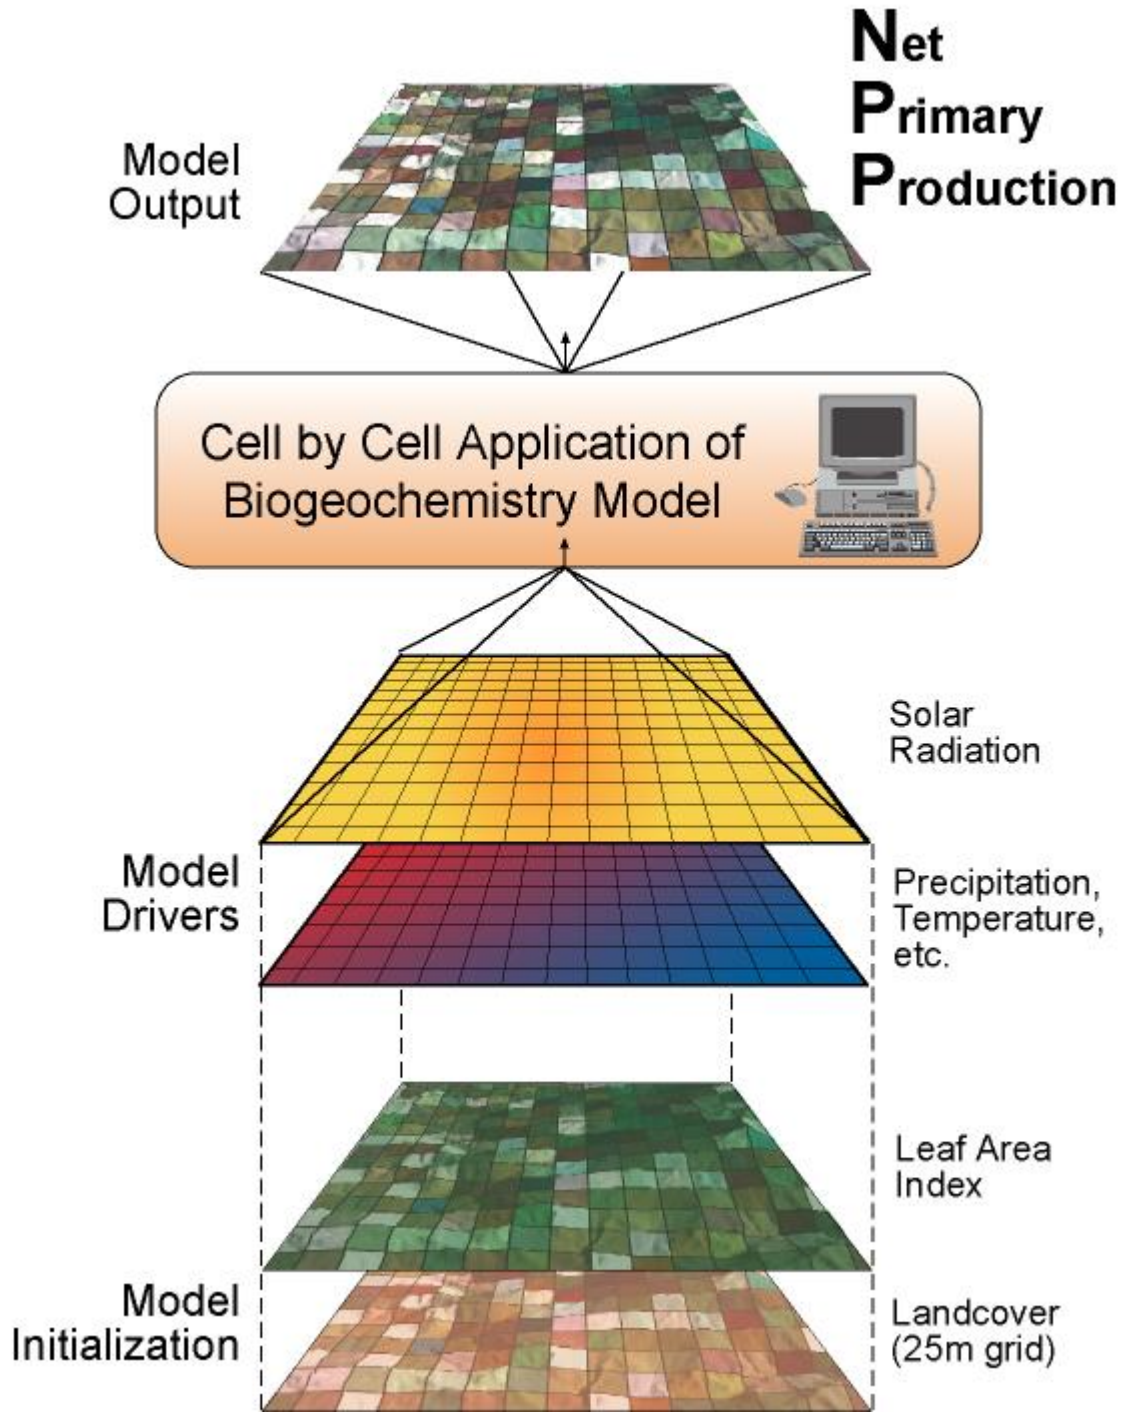 Net
Primary
Production
Model
Output
Cell by Cell Application of
Biogeochemistry Model
Solar
Radiation
Model
Drivers
Precipitation,
Temperature,
etc.
Leaf Area
Index
Model
Initialization
Landcover
(25m grid)